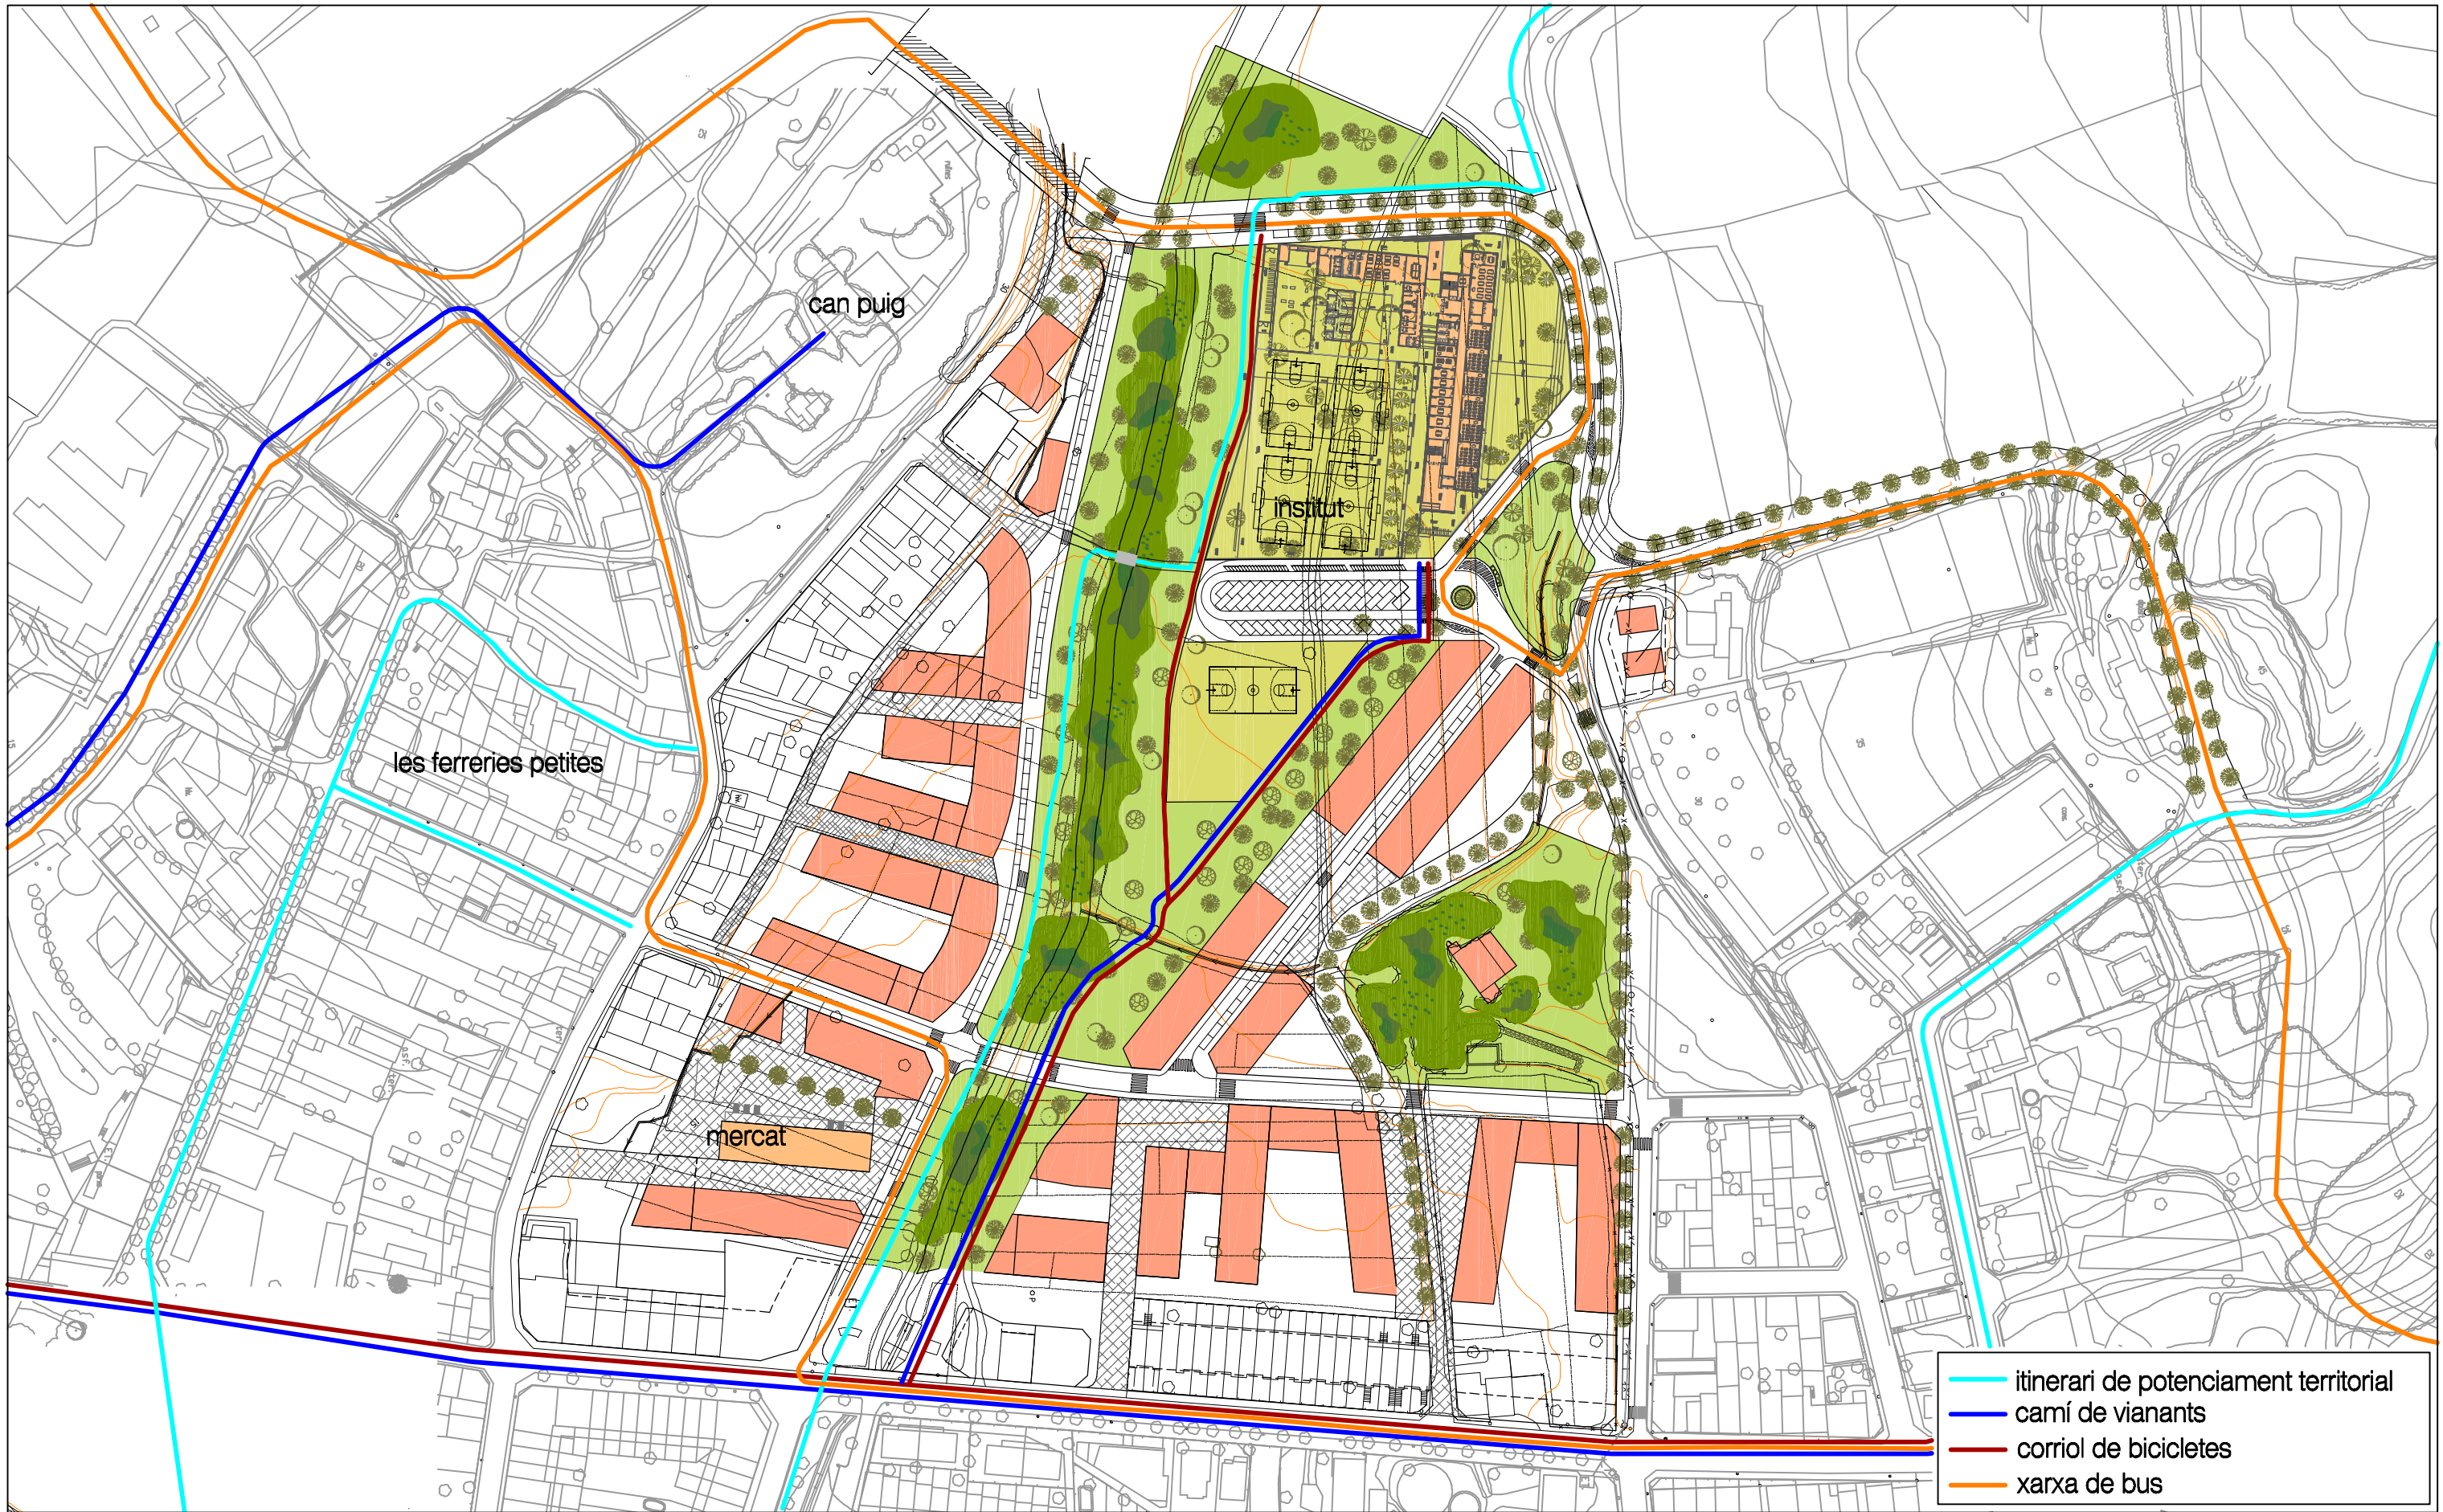 ruïnes
can puig
institut
les ferreries petites
mercat
itinerari de potenciament territorial
camí de vianants
corriol de bicicletes
xarxa de bus